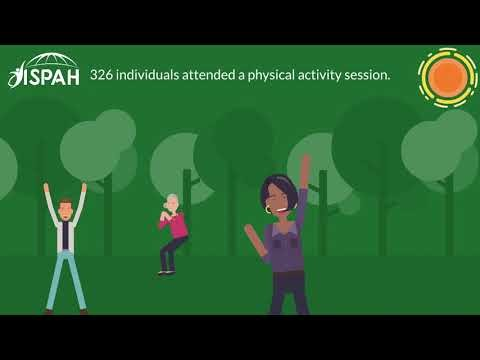 ISPAH
326 individuals attended a physical activity session.